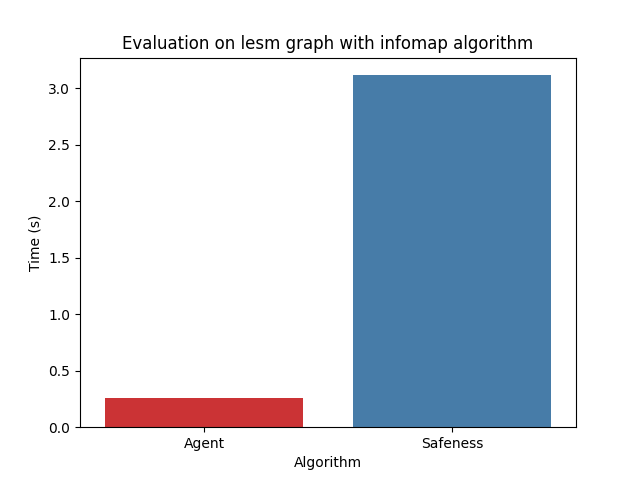 Evaluation on lesm graph with infomap algorithm
3.0
2.5
2.0
1.5
1.0
0.5
0.0
Time (s)
Agent
Safeness
Algorithm